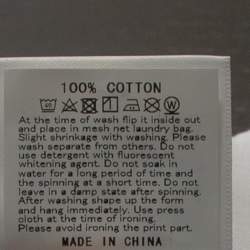 100% COTTON
At the time of wash flip it inside out
and place in mesh net laundry bag.
Slight shrinkage with washing. Please
wash separate from others. Do not
use detergent with fluorescent
whitening agent. Do not soak in
water for a long period of time and
the spinning at a short time. Do not
leave in a damp state after spinning.
After washing shape up the form
and hang immediately. Use press
cloth at the time of ironing.
Please avoid ironing the print part.
MADE IN CHINA